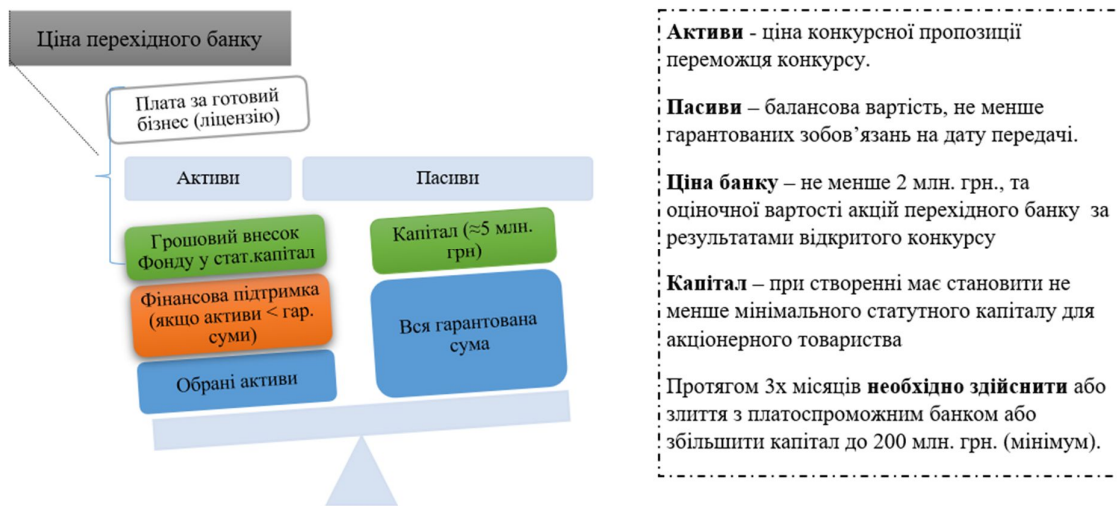 Ціна перехідного банку
Плата за готовий
бізнес (ліцензію)
Активи
Пасиви
Грошовий внесок
Фонду у стат.капітал
Фінансова підтримка
(якщо активи < гар.
суми)
Обрані активи
Капітал (≈5 млн.
грн)
Вся гарантована
сума
Активи - ціна конкурсної пропозиції
переможця конкурсу.
Пасиви – балансова вартість, не менше
гарантованих зобов’язань на дату передачі.
Ціна банку – не менше 2 млн. грн., та
оціночної вартості акцій перехідного банку за
результатами відкритого конкурсу
Капітал – при створенні має становити не
менше мінімального статутного капіталу для
акціонерного товариства
Протягом 3х місяців необхідно здійснити або
злиття з платоспроможним банком або
збільшити капітал до 200 млн. грн. (мінімум).